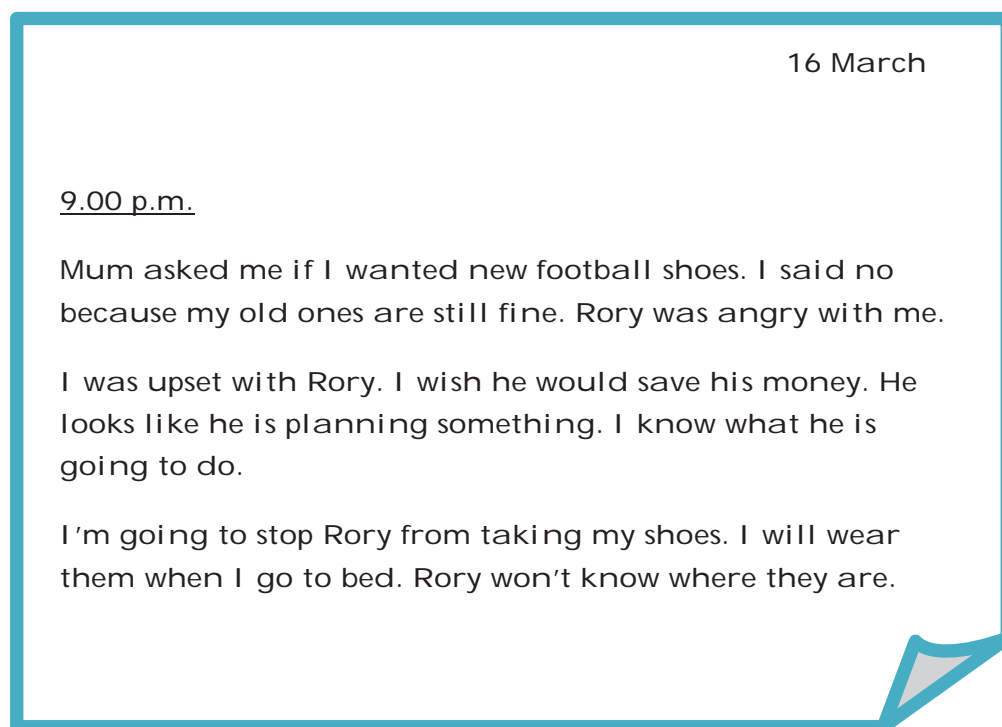 16 March
9.00 p.m.
Mum asked me if I wanted new football shoes. I said no
because my old ones are still fine. Rory was angry with me.
I was upset with Rory. I wish he would save his money. He
looks like he is planning something. I know what he is
going to do.
I'm going to stop Rory from taking my shoes. I will wear
them when I go to bed. Rory won't know where they are.